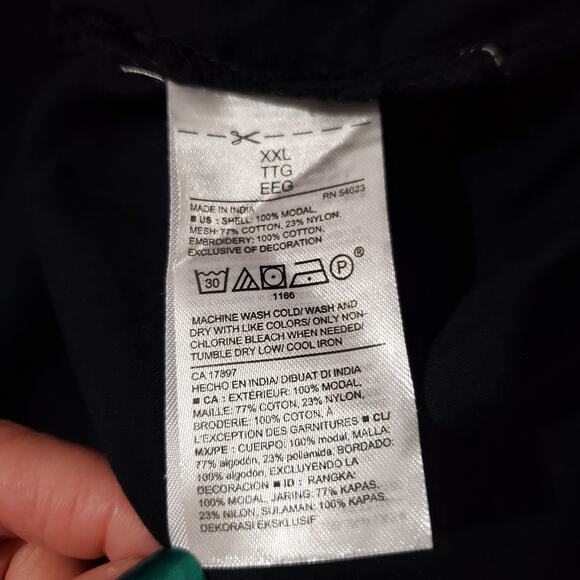 XXL
TTG
EEG
RN 54023
MADE IN INDIA
■ US : SHELL: 100% MODAL,
MESH: 77% COTTON, 23% NYLON,
EMBROIDERY: 100% COTTON.
EXCLUSIVE OF DECORATION
30 P ®
1166
MACHINE WASH COLD/ WASH AND
DRY WITH LIKE COLORS/ ONLY NON-
CHLORINE BLEACH WHEN NEEDED/
TUMBLE DRY LOW/ COOL IRON
CA 17897
HECHO EN INDIA/ DIBUAT DI INDIA
■ CA : EXTÉRIEUR: 100% MODAL,
MAILLE: 77% COTON, 23% NYLON,
BRODERIE: 100% COTON, À
L'EXCEPTION DES GARNITURES ■ CL/
MX/PE : CUERPO: 100% modal, MALLA:
77% algodón, 23% poliamida, BORDADO:
100% algodón, EXCLUYENDO LA
DECORACION ■ ID : RANGKA:
100% MODAL, JARING: 77% KAPAS,
23% NILON, SULAMAN: 100% KAPAS,
DEKORASI EKSKLUSIF